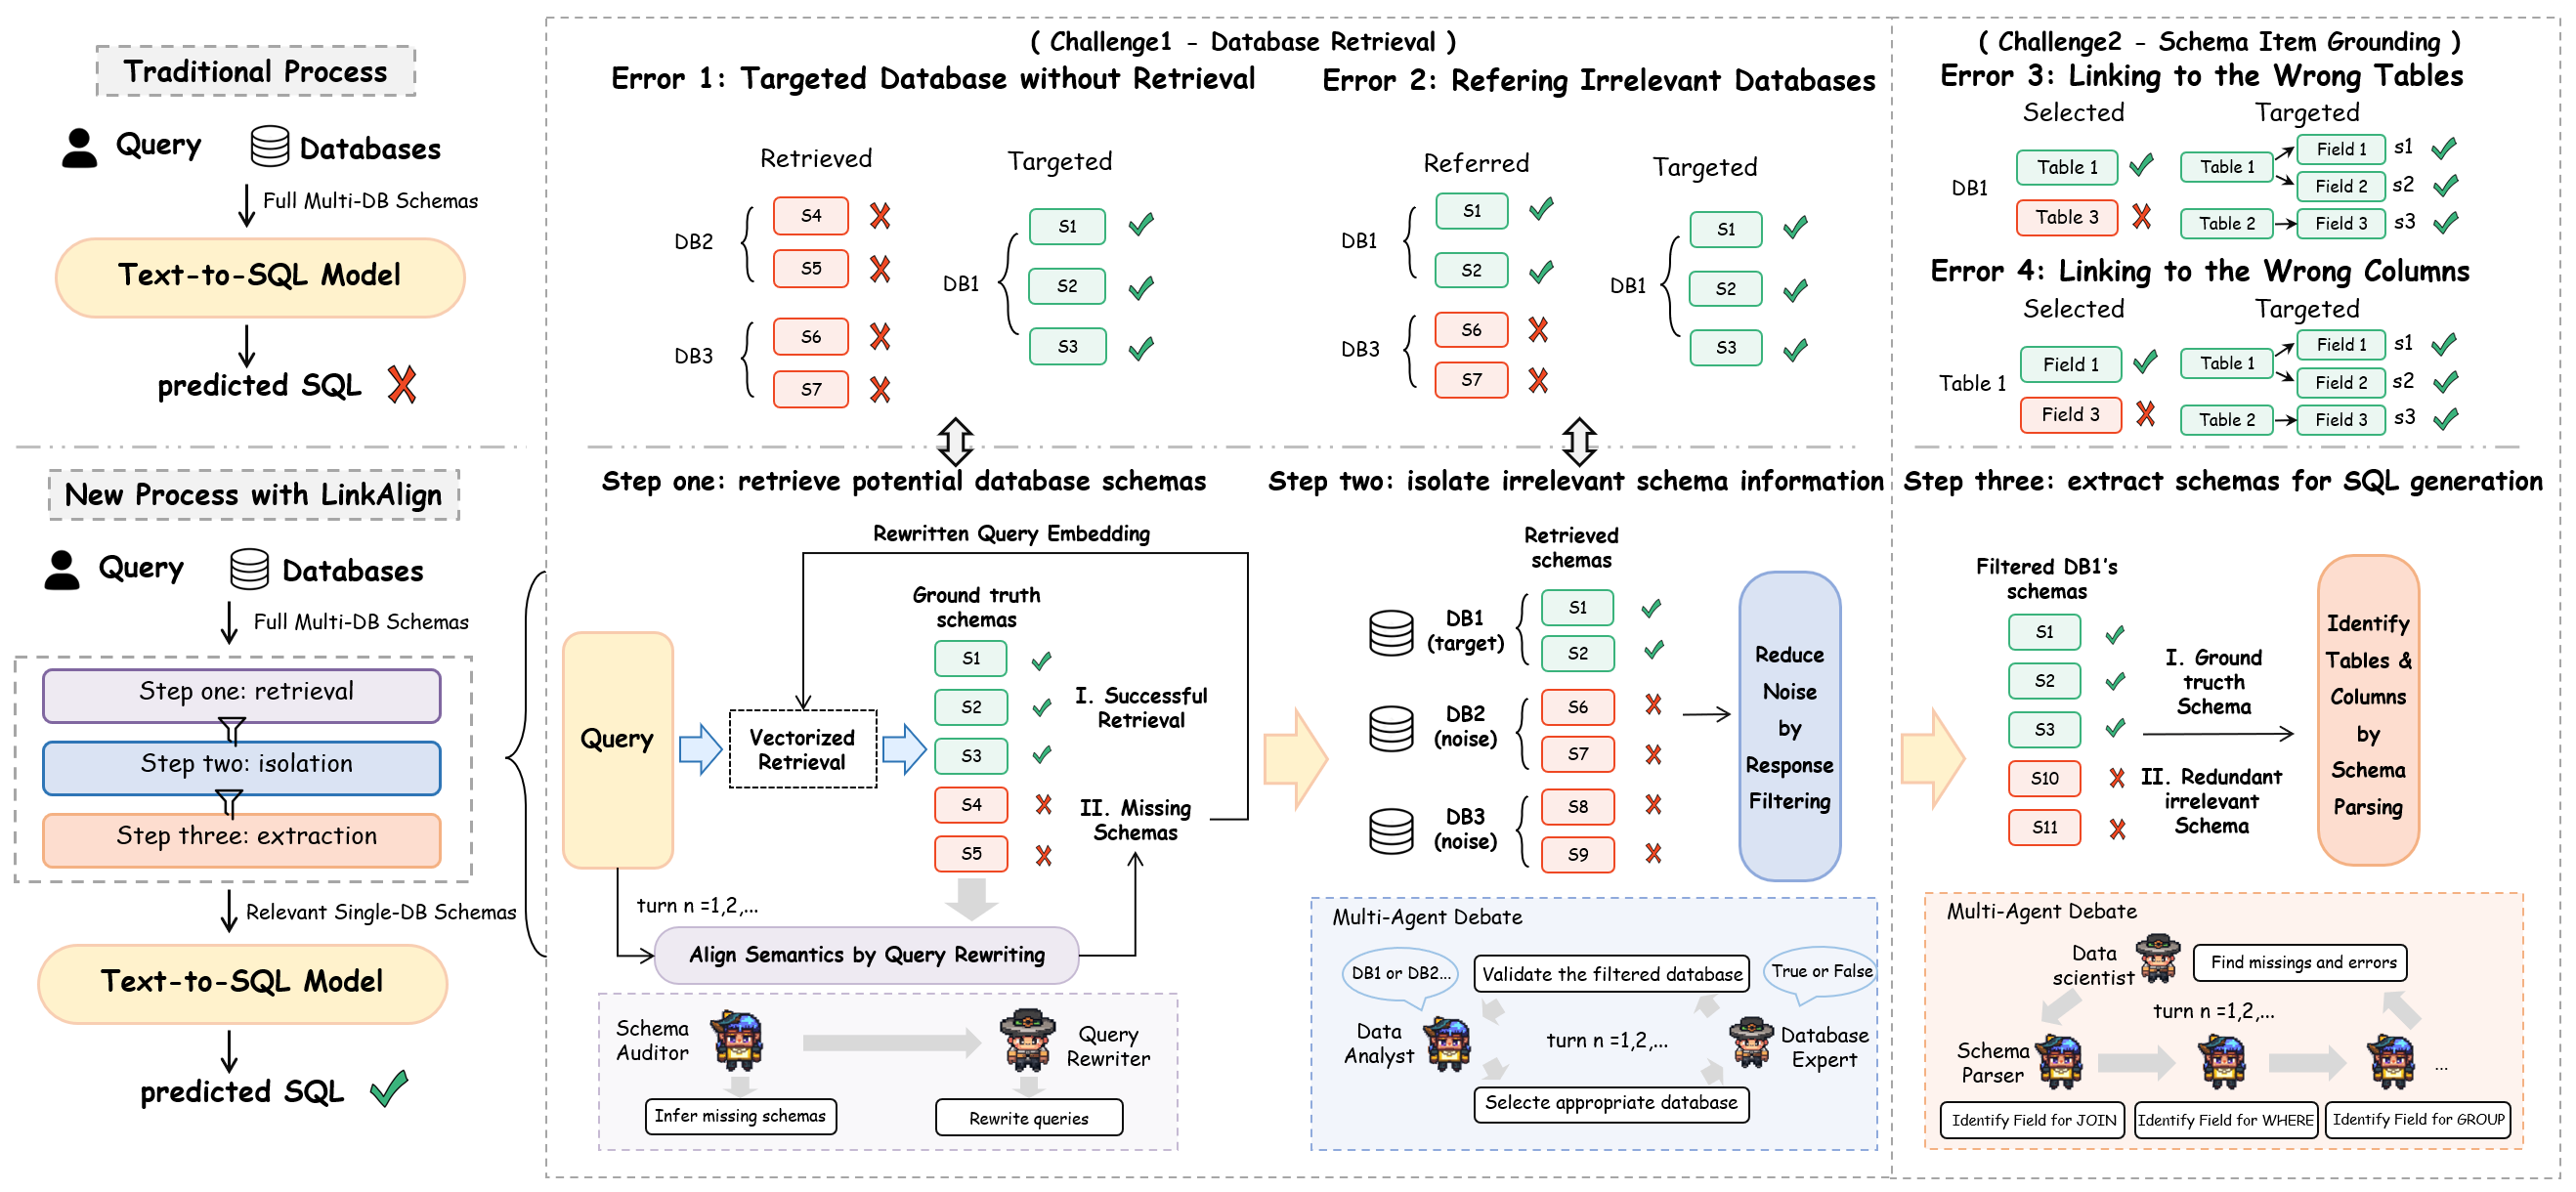 Traditional Process
Query
Databases
Full Multi-DB Schemas
Text-to-SQL Model
predicted SQL
New Process with LinkAlign
Query
Databases
Full Multi-DB Schemas
Step one: retrieval
Step two: isolation
Step three: extraction
Relevant Single-DB Schemas
Text-to-SQL Model
predicted SQL
( Challenge1 - Database Retrieval )
Error 1: Targeted Database without Retrieval
Retrieved
Targeted
DB2
S4
S5
DB3
S6
S7
DB1
S1
S2
S3
Error 2: Refering Irrelevant Databases
Referred
Targeted
DB1
S1
S2
DB3
S6
S7
DB1
S1
S2
S3
( Challenge2 - Schema Item Grounding )
Error 3: Linking to the Wrong Tables
Selected
Targeted
DB1
Table 1
Table 3
Table 1
Field 1
s1
Field 2
s2
Table 2
Field 3
s3
Error 4: Linking to the Wrong Columns
Selected
Targeted
Table 1
Field 1
Field 3
Table 1
Field 1
s1
Field 2
s2
Table 2
Field 3
s3
Step one: retrieve potential database schemas
Rewritten Query Embedding
Query
Vectorized
Retrieval
Ground truth
schemas
S1
S2
S3
S4
S5
I. Successful
Retrieval
II. Missing
Schemas
turn n =1,2,...
Align Semantics by Query Rewriting
Schema
Auditor
Query
Rewriter
Infer missing schemas
Rewrite queries
Step two: isolate irrelevant schema information
Retrieved
schemas
DB1
(target)
S1
S2
DB2
(noise)
S6
S7
DB3
(noise)
S8
S9
Reduce
Noise
by
Response
Filtering
Multi-Agent Debate
DB1 or DB2...
Validate the filtered database
True or False
Data
Analyst
turn n =1,2,...
Database
Expert
Selecte appropriate database
Step three: extract schemas for SQL generation
Filtered DB1's
schemas
S1
S2
S3
S10
S11
I. Ground
tructh
Schema
II. Redundant
irrelevant
Schema
Identify
Tables &
Columns
by
Schema
Parsing
Multi-Agent Debate
Data
scientist
Find missings and errors
turn n =1,2,...
Schema
Parser
...
Identify Field for JOIN
Identify Field for WHERE
Identify Field for GROUP